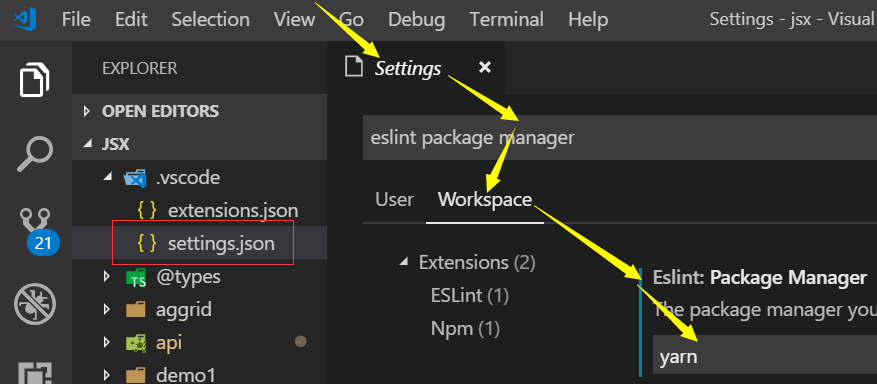 File Edit Selection View Go Debug Terminal Help Settings - jsx - Visual
EXPLORER
Settings
OPEN EDITORS
JSX
eslint package manager
.vscode
User Workspace
{ } extensions.json
{ } settings.json
21
Extensions (2)
@types
TS
Eslint: Package Manager
ESLint (1)
aggrid
The package manager you
Npm (1)
api
yarn
demo1